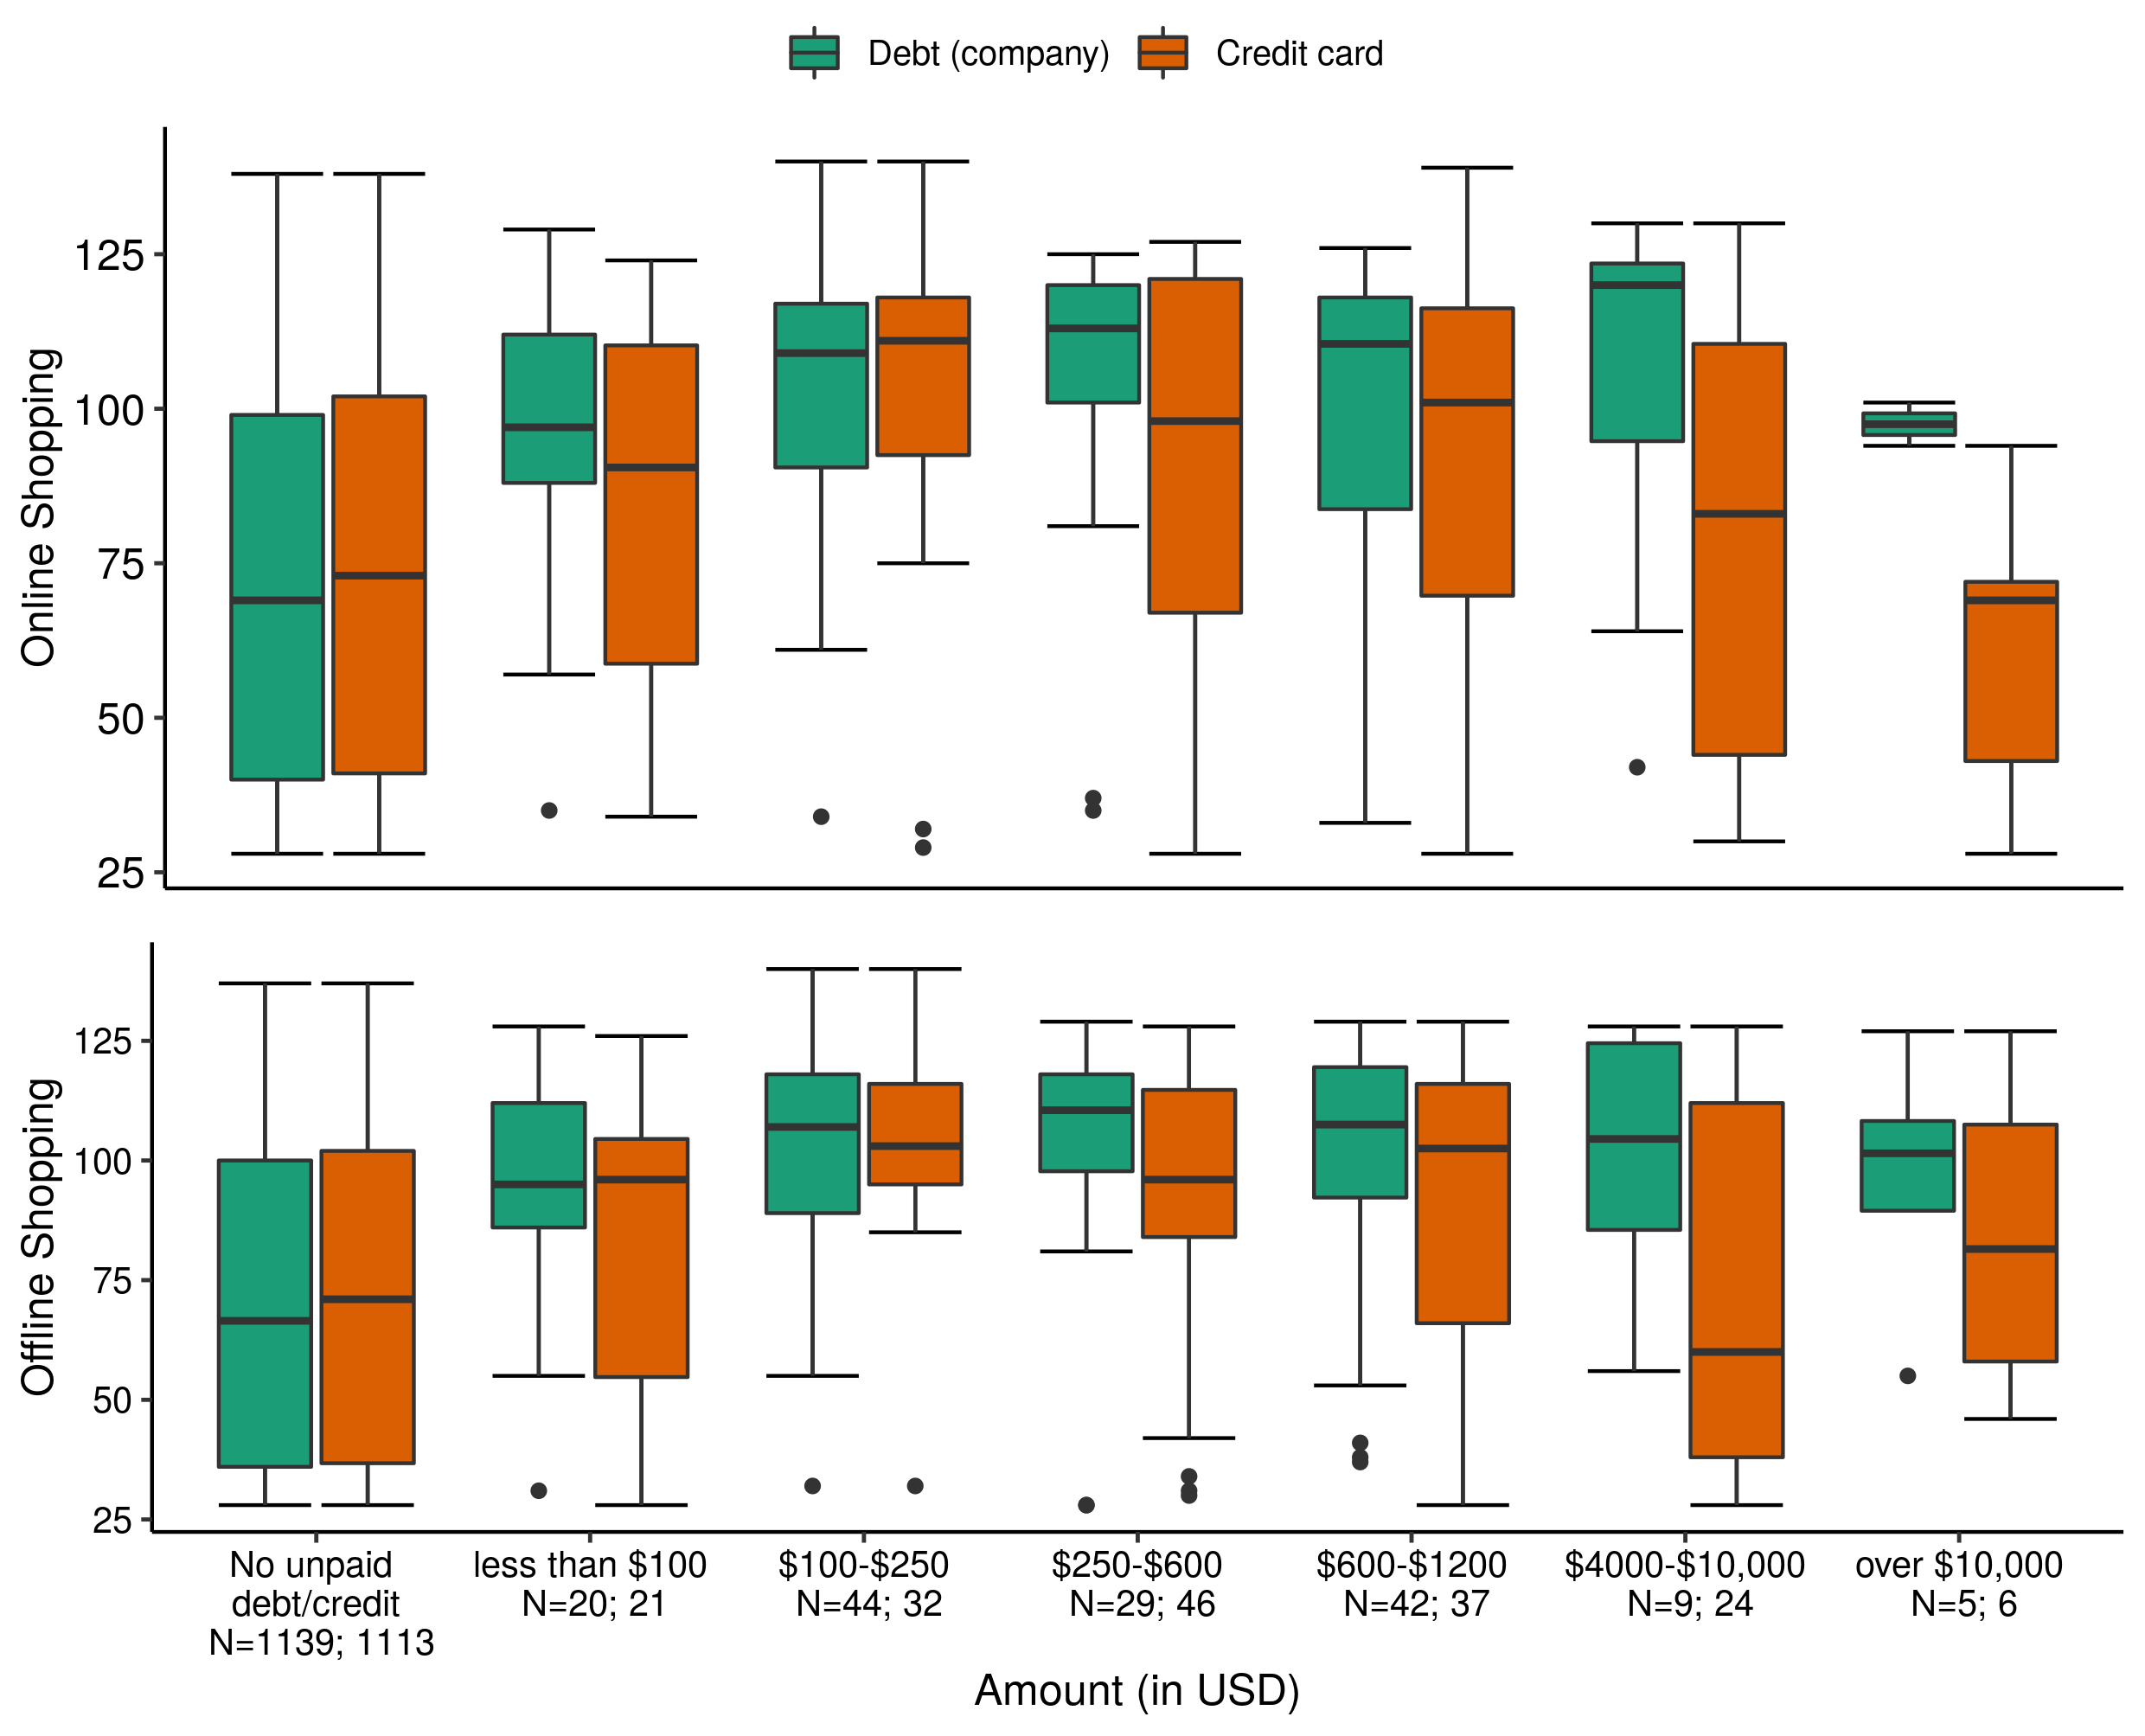 Debt (company) Credit card
Online Shopping
125
100
75
50
25
Offline Shopping
125
100
75
50
25
No unpaid
debt/credit
N=1139; 1113
less than $100
N=20; 21
$100-$250
N=44; 32
$250-$600
N=29; 46
$600-$1200
N=42; 37
$4000-$10,000
N=9; 24
over $10,000
N=5; 6
Amount (in USD)